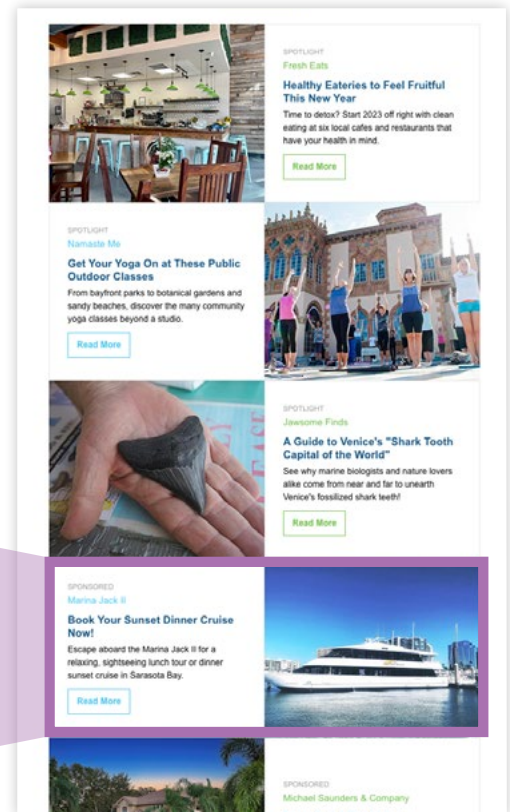 SPOTLIGHT
Fresh Eats
Healthy Eateries to Feel Fruitful
This New Year
Time to detox? Start 2023 off right with clean
eating at six local cafes and restaurants that
have your health in mind.
Read More
SPOTLIGHT
Namaste Me
Get Your Yoga On at These Public
Outdoor Classes
From bayfront parks to botanical gardens and
sandy beaches, discover the many community
yoga classes beyond a studio.
Read More
SPOTLIGHT
Jawsome Finds
A Guide to Venice's "Shark Tooth
Capital of the World"
See why marine biologists and nature lovers
alike come from near and far to unearth
Venice's fossilized shark teeth!
Read More
SPONSORED
Marina Jack II
Book Your Sunset Dinner Cruise
Now!
Escape aboard the Marina Jack II for a
relaxing, sightseeing lunch tour or dinner
sunset cruise in Sarasota Bay.
Read More
SPONSORED
Michael Saunders & Company